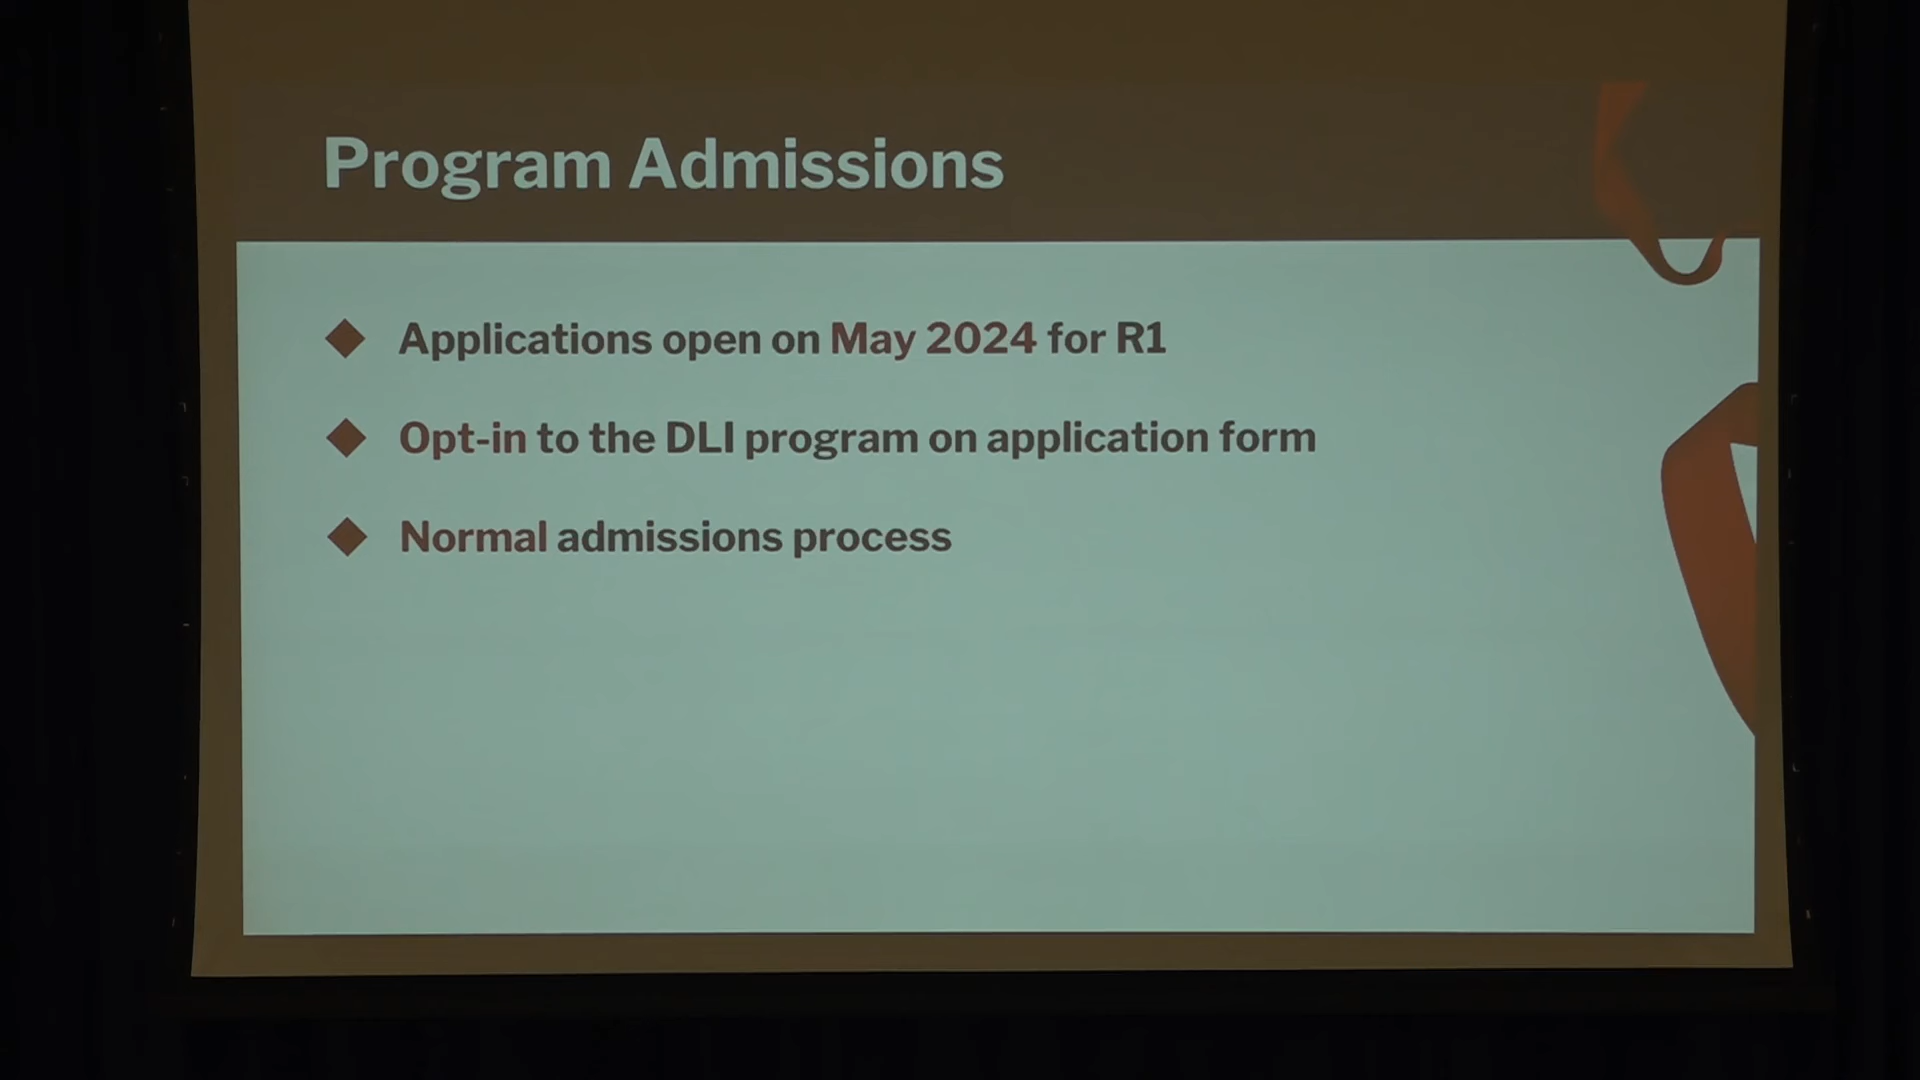 Program Admissions
Applications open on May 2024 for R1
Opt-in to the DLI program on application form
Normal admissions process